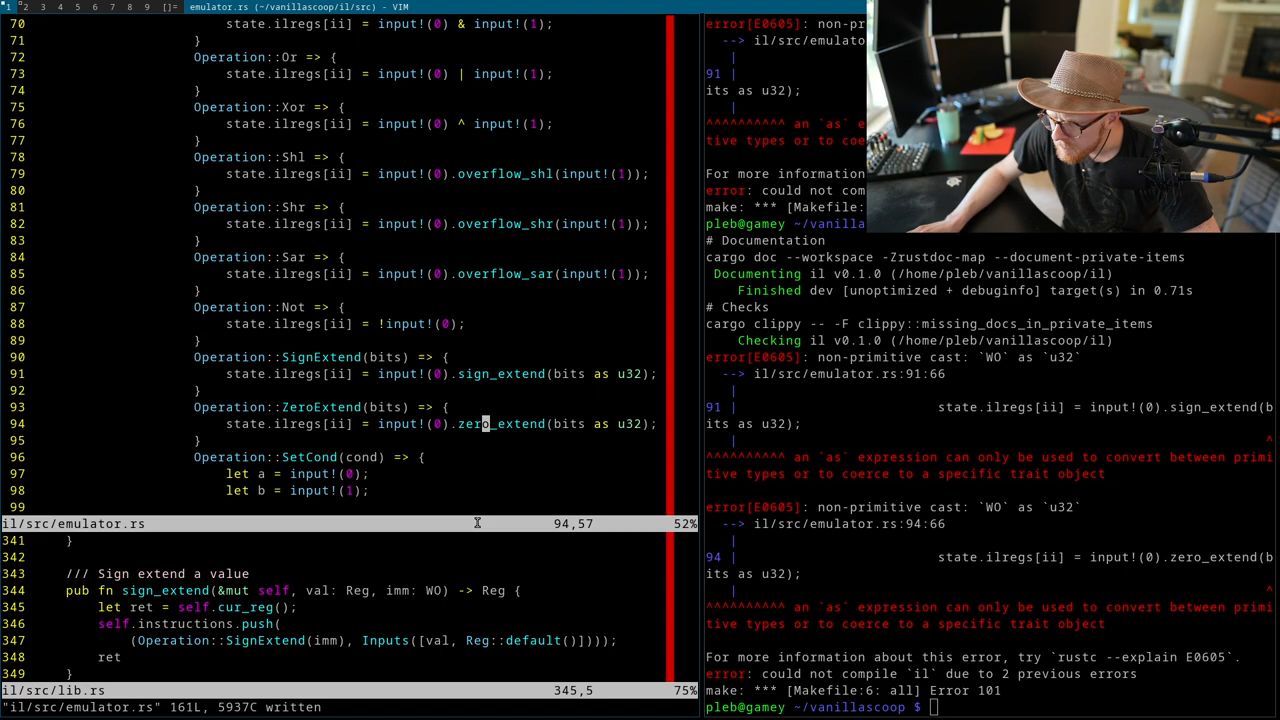 1 2 3 4 5 6 7 8 9 []= emulator.rs (~/vanillascoop/il/src) - VIM
70 state.ilregs[ii] = input!(0) & input!(1);
71 }
72 Operation::Or => {
73 state.ilregs[ii] = input!(0) | input!(1);
74 }
75 Operation::Xor => {
76 state.ilregs[ii] = input!(0) ^ input!(1);
77 }
78 Operation::Shl => {
79 state.ilregs[ii] = input!(0).overflow_shl(input!(1));
80 }
81 Operation::Shr => {
82 state.ilregs[ii] = input!(0).overflow_shr(input!(1));
83 }
84 Operation::Sar => {
85 state.ilregs[ii] = input!(0).overflow_sar(input!(1));
86 }
87 Operation::Not => {
88 state.ilregs[ii] = !input!(0);
89 }
90 Operation::SignExtend(bits) => {
91 state.ilregs[ii] = input!(0).sign_extend(bits as u32);
92 }
93 Operation::ZeroExtend(bits) => {
94 state.ilregs[ii] = input!(0).zero_extend(bits as u32);
95 }
96 Operation::SetCond(cond) => {
97 let a = input!(0);
98 let b = input!(1);
99
il/src/emulator.rs 94,57 52%
341 }
342
343 /// Sign extend a value
344 pub fn sign_extend(&mut self, val: Reg, imm: WO) -> Reg {
345 let ret = self.cur_reg();
346 self.instructions.push(
347 (Operation::SignExtend(imm), Inputs([val, Reg::default()])));
348 ret
349 }
il/src/lib.rs 345,5 75%
"il/src/emulator.rs" 161L, 5937C written
error[E0605]: non-pr
--> il/src/emulato
|
91 |
its as u32);
|
^^^^^^^^^^ an `as` e
tive types or to coe
For more information
error: could not com
make: *** [Makefile:
pleb@gamey ~/vanilla
# Documentation
cargo doc --workspace -Zrustdoc-map --document-private-items
Documenting il v0.1.0 (/home/pleb/vanillascoop/il)
Finished dev [unoptimized + debuginfo] target(s) in 0.71s
# Checks
cargo clippy -- -F clippy::missing_docs_in_private_items
Checking il v0.1.0 (/home/pleb/vanillascoop/il)
error[E0605]: non-primitive cast: `WO` as `u32`
--> il/src/emulator.rs:91:66
|
91 | state.ilregs[ii] = input!(0).sign_extend(b
its as u32);
| ^
^^^^^^^^^^ an `as` expression can only be used to convert between primi
tive types or to coerce to a specific trait object
error[E0605]: non-primitive cast: `WO` as `u32`
--> il/src/emulator.rs:94:66
|
94 | state.ilregs[ii] = input!(0).zero_extend(b
its as u32);
| ^
^^^^^^^^^^ an `as` expression can only be used to convert between primi
tive types or to coerce to a specific trait object
For more information about this error, try `rustc --explain E0605`.
error: could not compile `il` due to 2 previous errors
make: *** [Makefile:6: all] Error 101
pleb@gamey ~/vanillascoop $